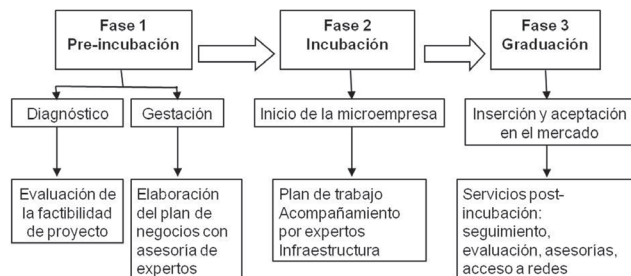 Fase 1
Pre-incubación
Fase 2
Incubación
Fase 3
Graduación
Diagnóstico
Gestación
Inicio de la microempresa
Inserción y aceptación
en el mercado
Evaluación de
la factibilidad
de proyecto
Elaboración
del plan de
negocios con
asesoria de
expertos
Plan de trabajo
Acompañamiento
por expertos
Infraestructura
Servicios post-
incubación:
seguimiento,
evaluación, asesorias,
acceso a redes